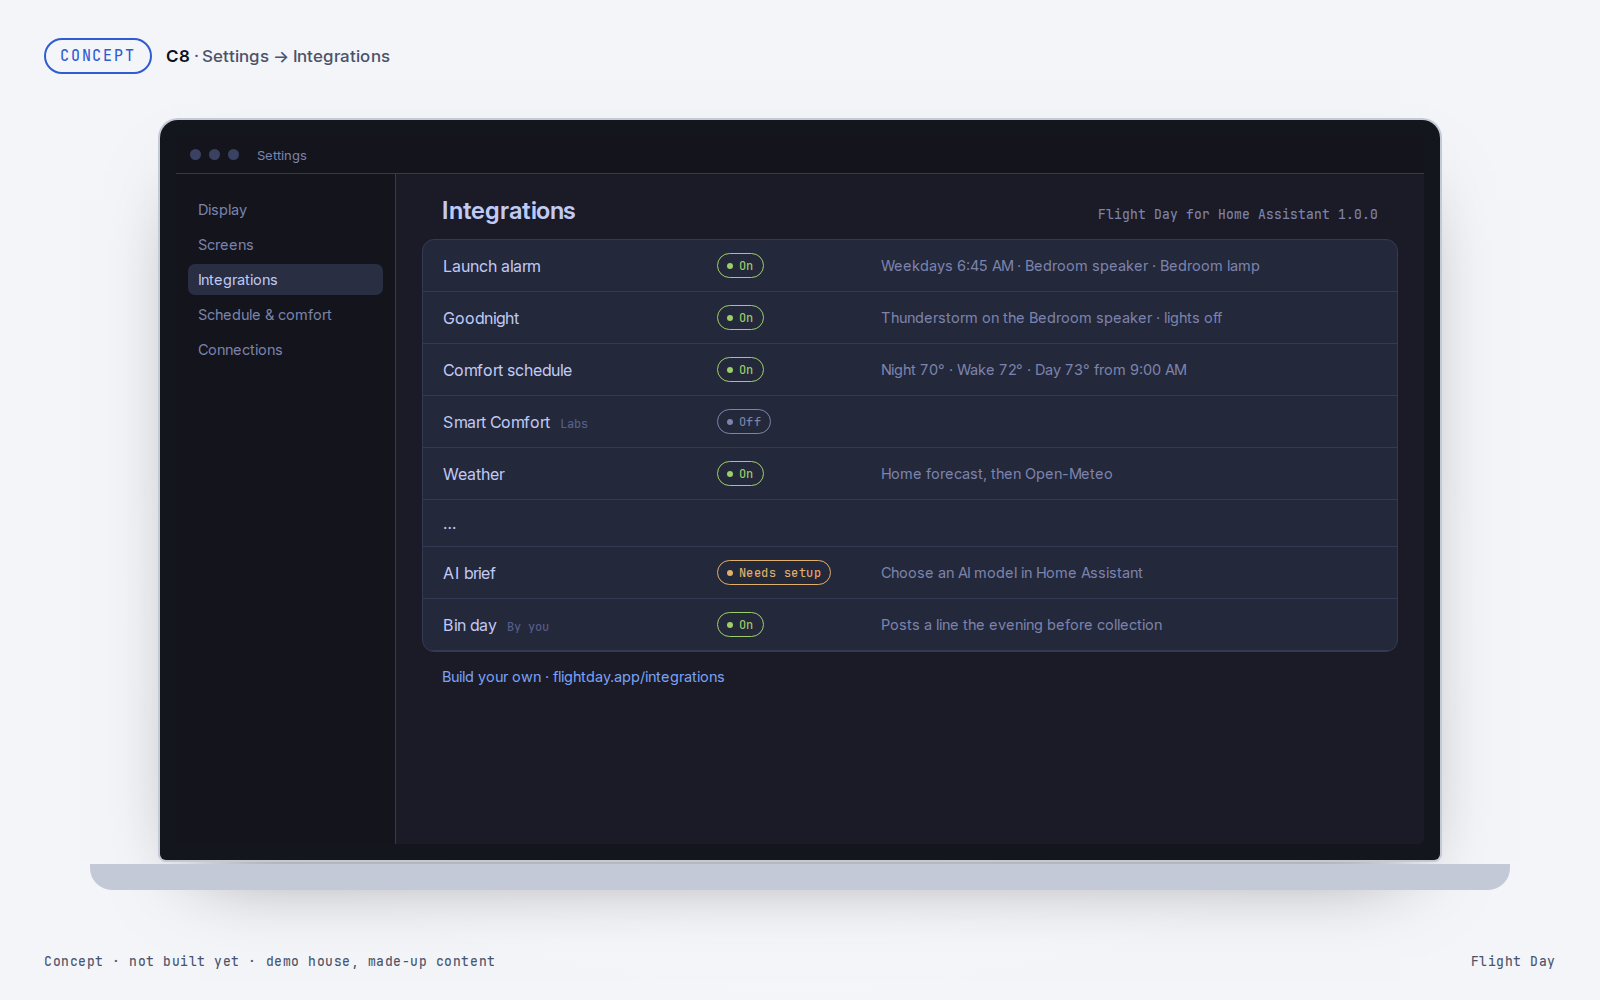 CONCEPT C8 · Settings → Integrations
Settings
Display
Screens
Integrations
Schedule & comfort
Connections
Integrations Flight Day for Home Assistant 1.0.0
Launch alarm On Weekdays 6:45 AM · Bedroom speaker · Bedroom lamp
Goodnight On Thunderstorm on the Bedroom speaker · lights off
Comfort schedule On Night 70° · Wake 72° · Day 73° from 9:00 AM
Smart Comfort Labs Off
Weather On Home forecast, then Open-Meteo
...
AI brief Needs setup Choose an AI model in Home Assistant
Bin day By you On Posts a line the evening before collection
Build your own · flightday.app/integrations
Concept · not built yet · demo house, made-up content Flight Day